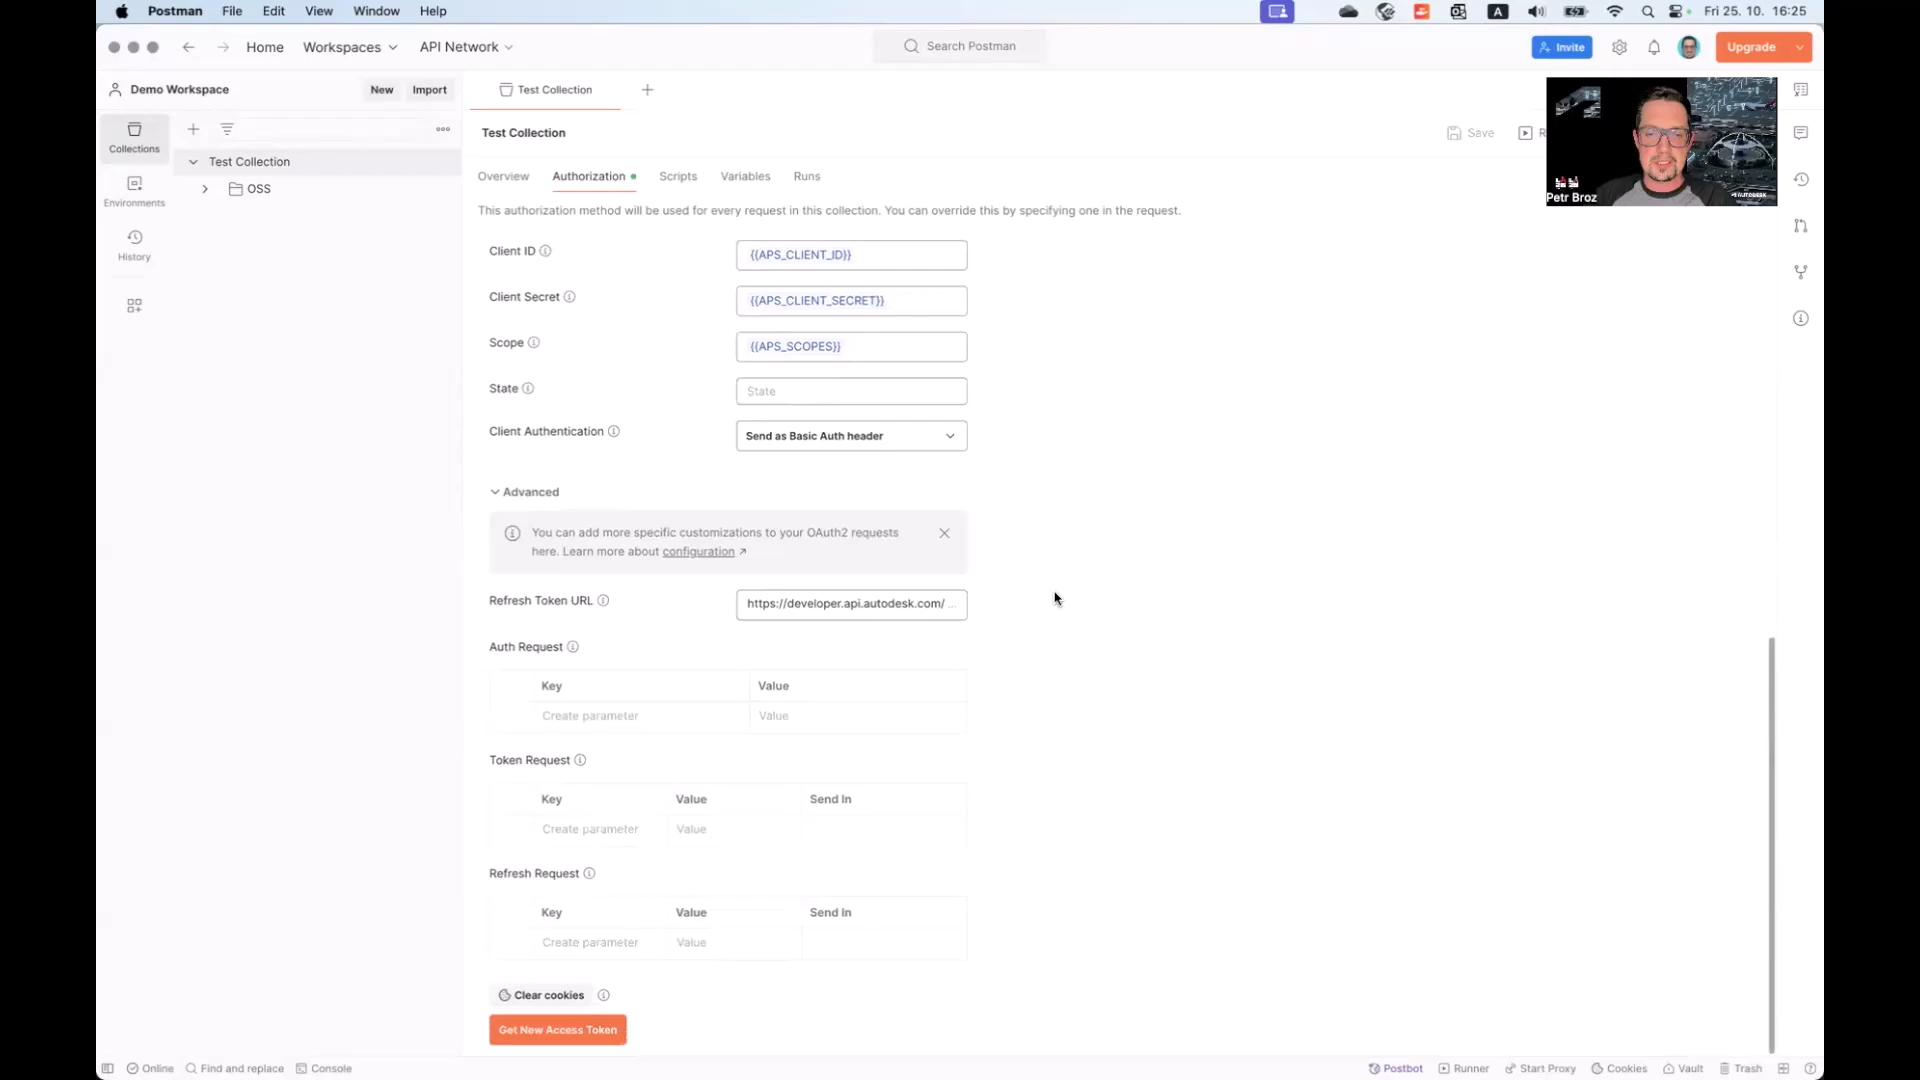 Postman File Edit View Window Help
A Fri 25. 10. 16:25
Home Workspaces API Network
Search Postman
Invite
Upgrade
Demo Workspace
New
Import
Test Collection
Test Collection
Save
R
Petr Broz
AUTODESK
Collections
Environments
History
Test Collection
OSS
Overview
Authorization
Scripts
Variables
Runs
This authorization method will be used for every request in this collection. You can override this by specifying one in the request.
Client ID
{{APS_CLIENT_ID}}
Client Secret
{{APS_CLIENT_SECRET}}
Scope
{{APS_SCOPES}}
State
State
Client Authentication
Send as Basic Auth header
Advanced
You can add more specific customizations to your OAuth2 requests
here. Learn more about configuration ↗
Refresh Token URL
https://developer.api.autodesk.com/ ...
Auth Request
Key Value
Create parameter Value
Token Request
Key Value Send In
Create parameter Value
Refresh Request
Key Value Send In
Create parameter Value
Clear cookies
Get New Access Token
Online Find and replace Console
Postbot Runner Start Proxy Cookies Vault Trash